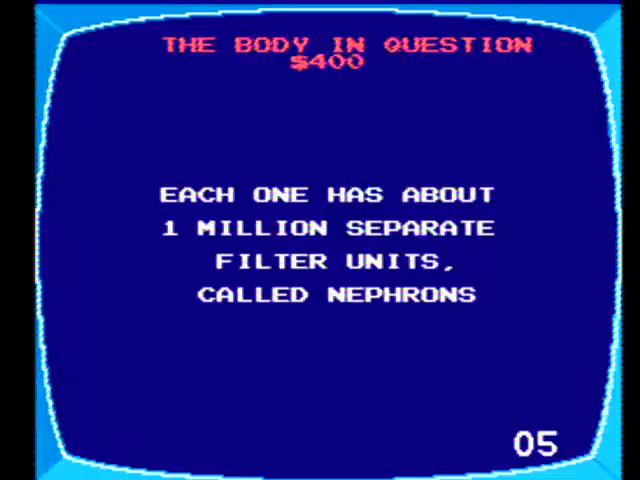 THE BODY IN QUESTION
$400
EACH ONE HAS ABOUT
1 MILLION SEPARATE
FILTER UNITS,
CALLED NEPHRONS
05